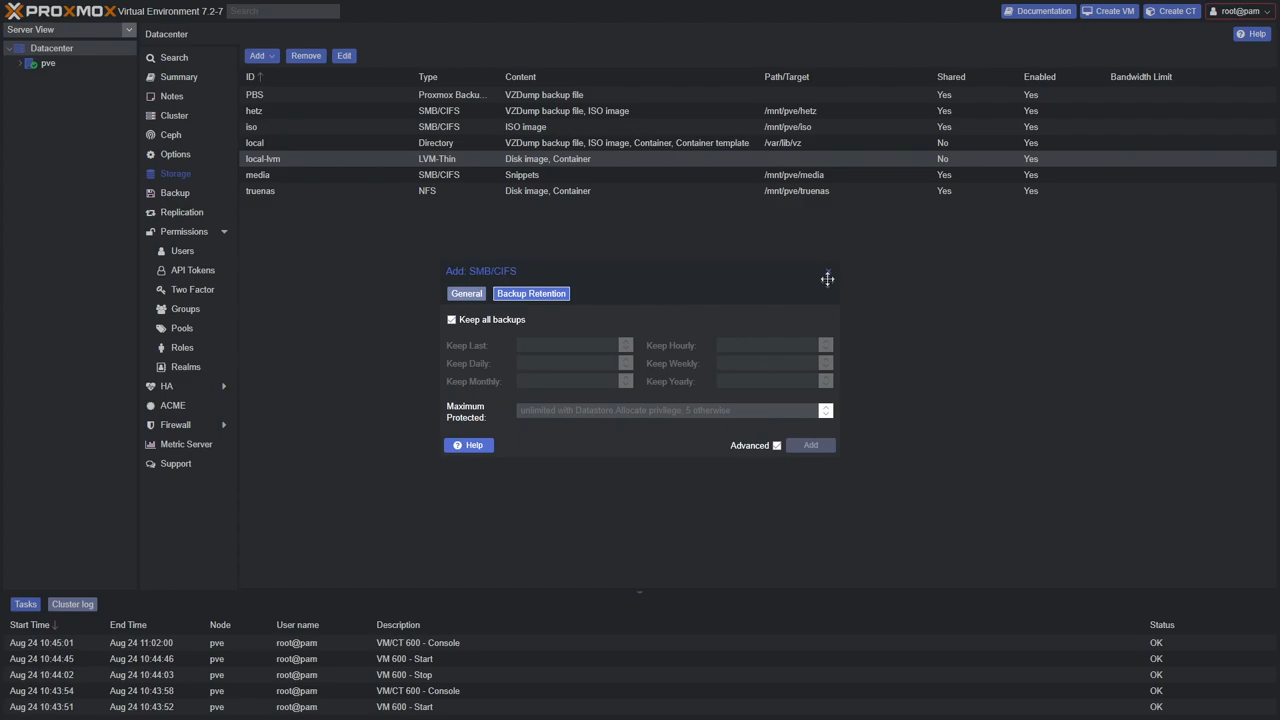 PROXMOX Virtual Environment 7.2-7 Search Documentation Create VM Create CT root@pam
Server View Datacenter Help
Datacenter
pve
Search
Summary
Notes
Cluster
Ceph
Options
Storage
Backup
Replication
Permissions
Users
API Tokens
Two Factor
Groups
Pools
Roles
Realms
HA
ACME
Firewall
Metric Server
Support
Add Remove Edit
ID Type Content Path/Target Shared Enabled Bandwidth Limit
PBS Proxmox Backu... VZDump backup file Yes Yes
hetz SMB/CIFS VZDump backup file, ISO image /mnt/pve/hetz Yes Yes
iso SMB/CIFS ISO image /mnt/pve/iso Yes Yes
local Directory VZDump backup file, ISO image, Container, Container template /var/lib/vz No Yes
local-lvm LVM-Thin Disk image, Container No Yes
media SMB/CIFS Snippets /mnt/pve/media Yes Yes
truenas NFS Disk image, Container /mnt/pve/truenas Yes Yes
Add: SMB/CIFS
General Backup Retention
Keep all backups
Keep Last: Keep Hourly:
Keep Daily: Keep Weekly:
Keep Monthly: Keep Yearly:
Maximum
Protected: unlimited with Datastore.Allocate privilege, 5 otherwise
Help Advanced Add
Tasks Cluster log
Start Time End Time Node User name Description Status
Aug 24 10:45:01 Aug 24 11:02:00 pve root@pam VM/CT 600 - Console OK
Aug 24 10:44:45 Aug 24 10:44:46 pve root@pam VM 600 - Start OK
Aug 24 10:44:02 Aug 24 10:44:03 pve root@pam VM 600 - Stop OK
Aug 24 10:43:54 Aug 24 10:43:58 pve root@pam VM/CT 600 - Console OK
Aug 24 10:43:51 Aug 24 10:43:52 pve root@pam VM 600 - Start OK